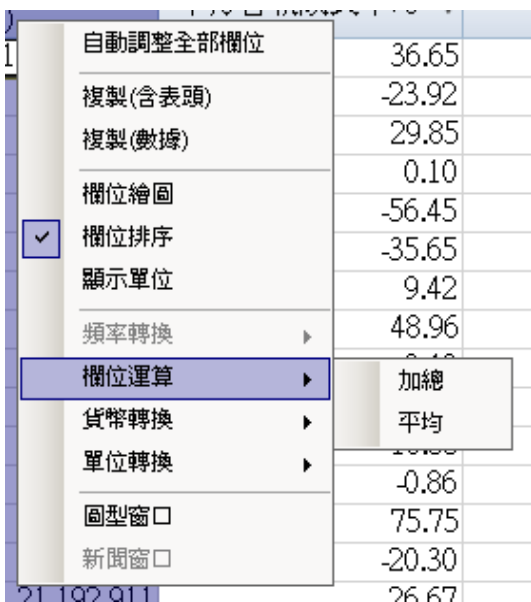 自動調整全部欄位
複製(含表頭)
複製(數據)
欄位繪圖
欄位排序
顯示單位
頻率轉換
欄位運算
貨幣轉換
單位轉換
圖型窗口
新聞窗口
加總
平均
36.65
-23.92
29.85
0.10
-56.45
-35.65
9.42
48.96
-0.86
75.75
-20.30
21,192,911
26.67